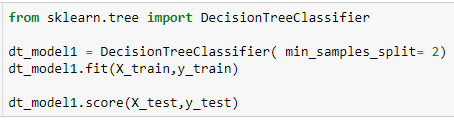 from sklearn.tree import DecisionTreeClassifier
dt_model1 = DecisionTreeClassifier( min_samples_split= 2)
dt_model1.fit(X_train,y_train)
dt_model1.score(X_test,y_test)